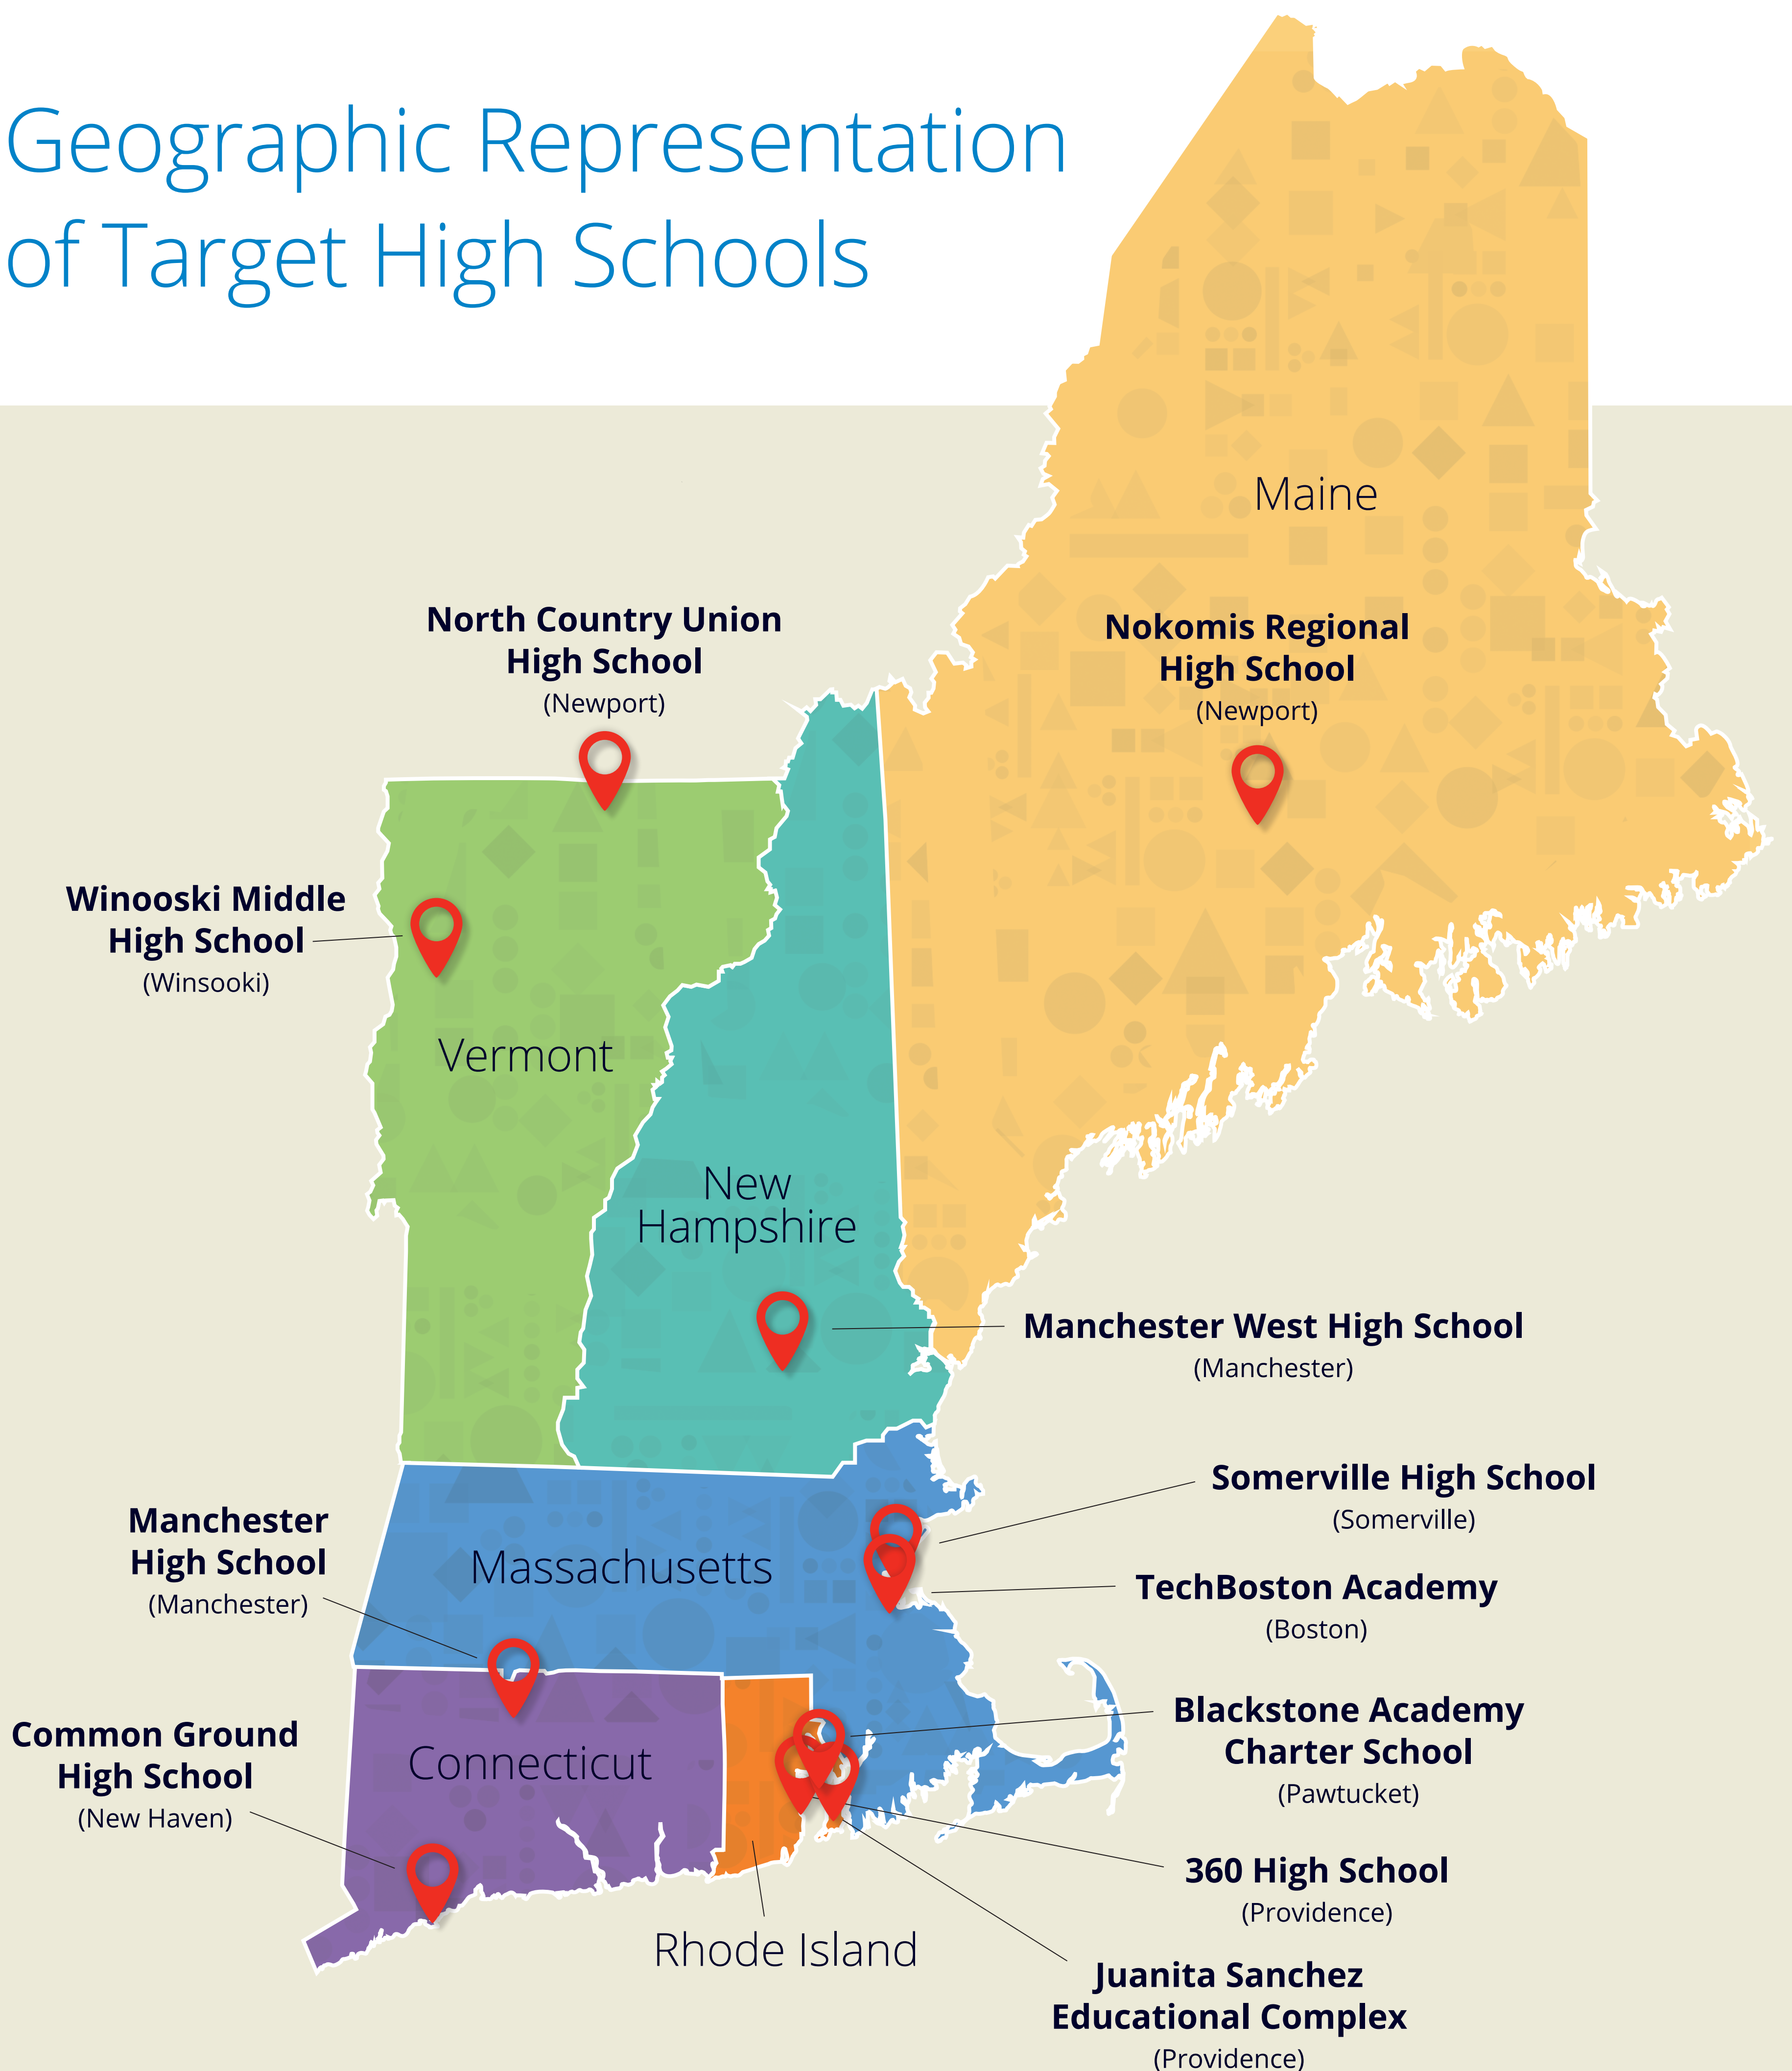 Geographic Representation
of Target High Schools
Maine
North Country Union
High School
(Newport)
Nokomis Regional
High School
(Newport)
Winooski Middle
High School
(Winsooki)
Vermont
New
Hampshire
Manchester West High School
(Manchester)
Somerville High School
(Somerville)
Manchester
High School
(Manchester)
Massachusetts
TechBoston Academy
(Boston)
Blackstone Academy
Charter School
(Pawtucket)
Common Ground
High School
(New Haven)
Connecticut
360 High School
(Providence)
Rhode Island
Juanita Sanchez
Educational Complex
(Providence)